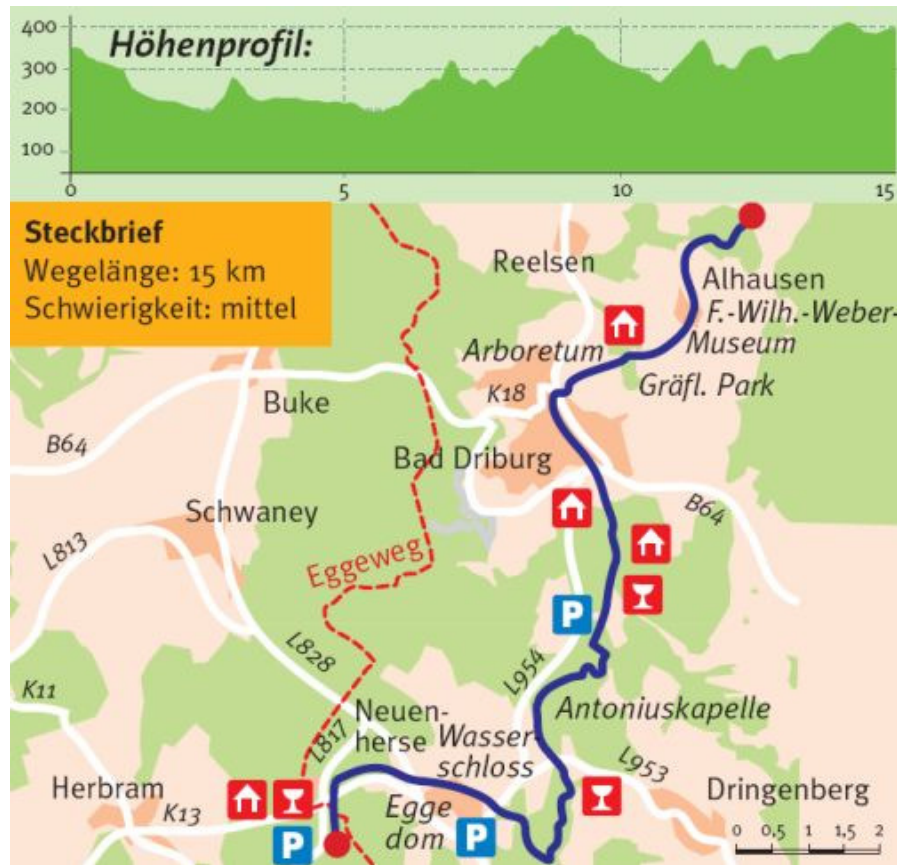 400
Höhenprofil:
300
200
100
0
5
10
15
Steckbrief
Wegelänge: 15 km
Schwierigkeit: mittel
Reelsen
Alhausen
F.-Wilh.-Weber-
Museum
Arboretum
Gräfl. Park
K18
Buke
B64
Bad Driburg
B64
Schwaney
L813
Eggeweg
L828
L954
K11
Neuen-
herse
L817
Antoniuskapelle
Wasser-
schloss
L953
Herbram
K13
Egge
dom
Dringenberg
P
P
P
0 0,5 1 1,5 2